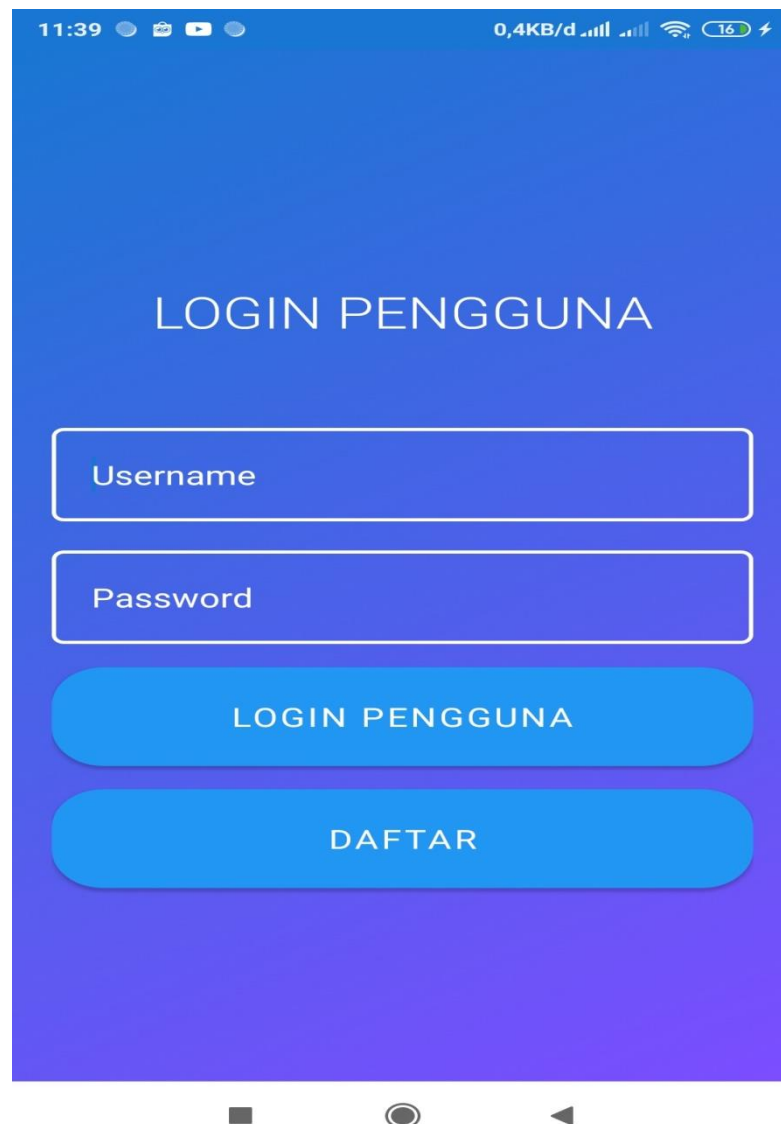 11:39 0,4KB/d 16
LOGIN PENGGUNA
Username
Password
LOGIN PENGGUNA
DAFTAR